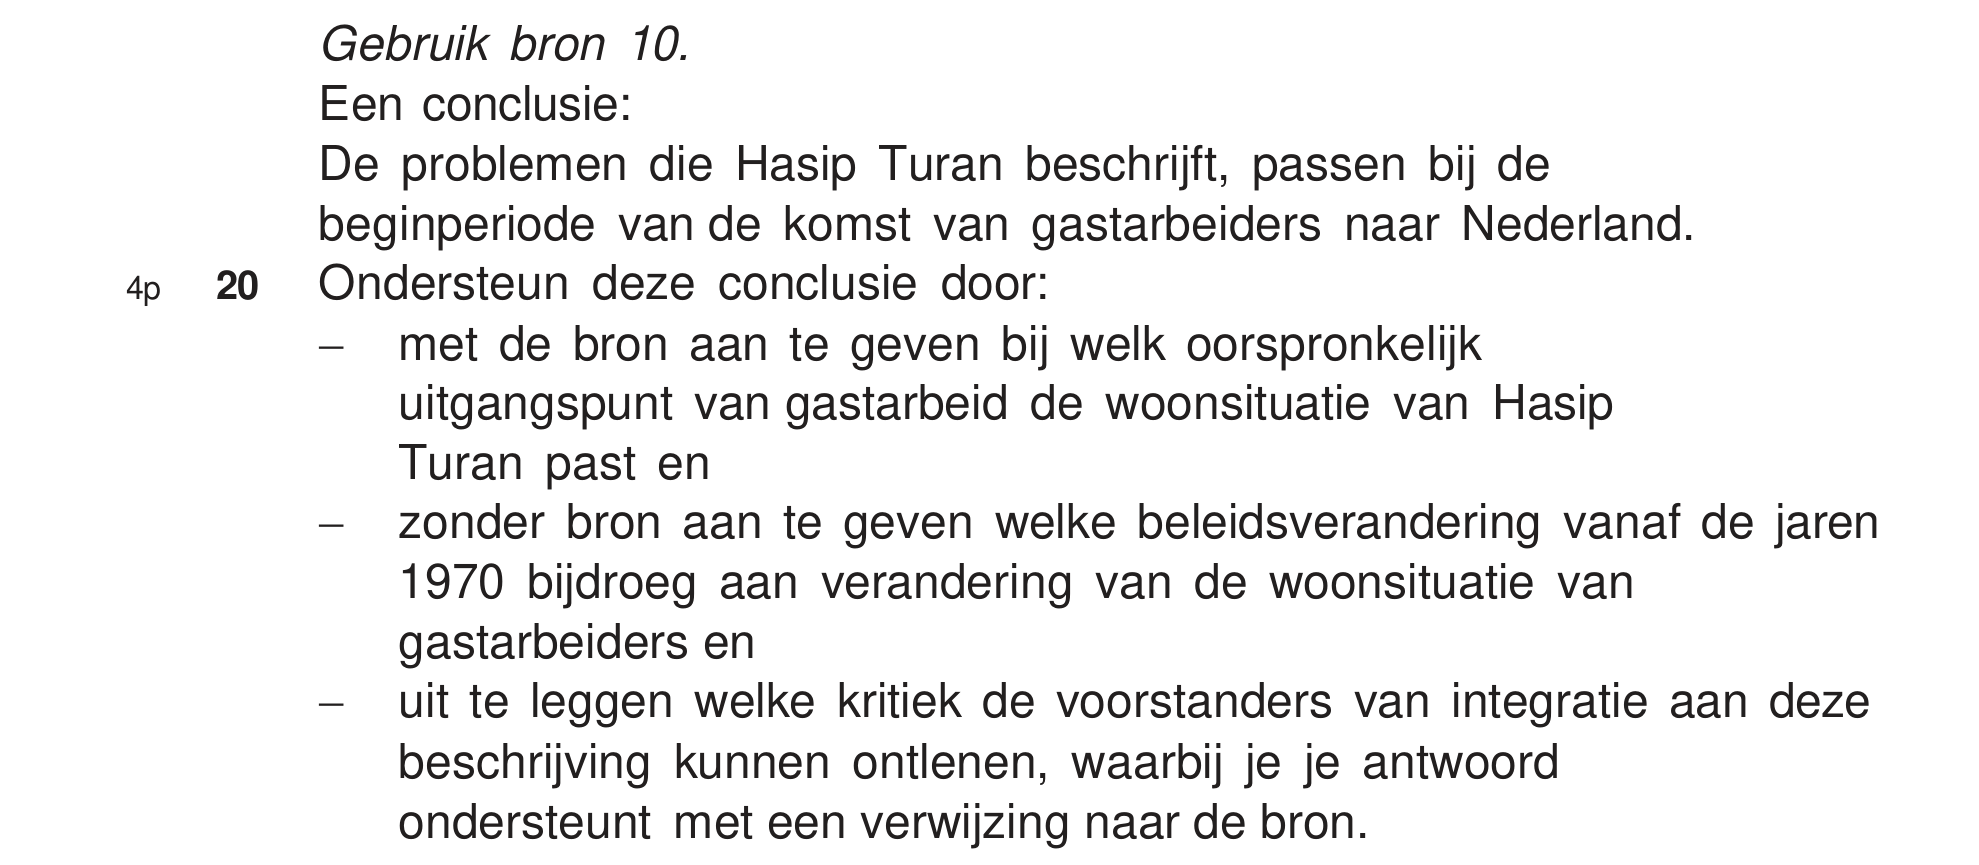 Gebruik bron 10.
Een conclusie:
De problemen die Hasip Turan beschrijft, passen bij de
beginperiode van de komst van gastarbeiders naar Nederland.
4p 20 Ondersteun deze conclusie door:
– met de bron aan te geven bij welk oorspronkelijk
uitgangspunt van gastarbeid de woonsituatie van Hasip
Turan past en
– zonder bron aan te geven welke beleidsverandering vanaf de jaren
1970 bijdroeg aan verandering van de woonsituatie van
gastarbeiders en
– uit te leggen welke kritiek de voorstanders van integratie aan deze
beschrijving kunnen ontlenen, waarbij je je antwoord
ondersteunt met een verwijzing naar de bron.